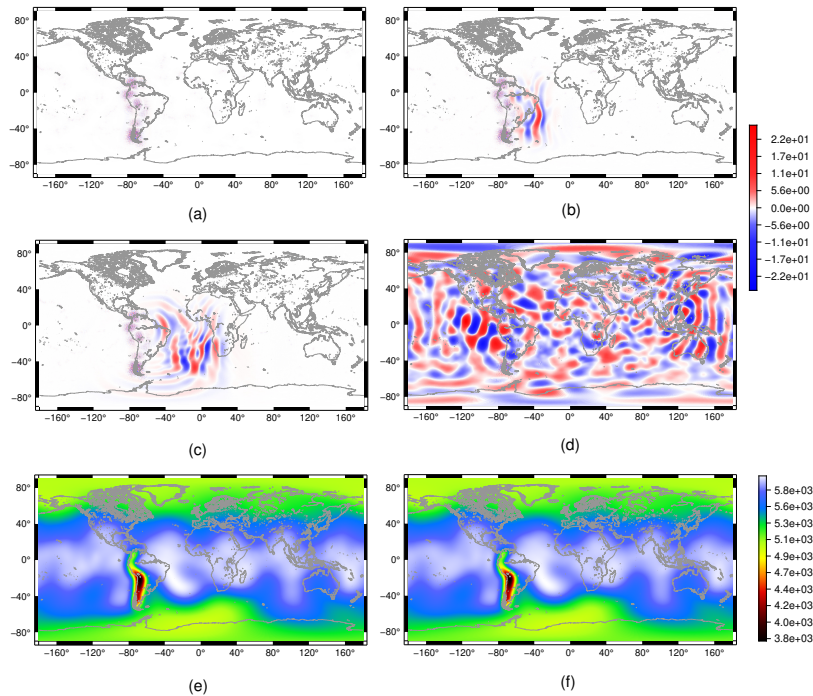 80° 80°
40° 40°
0° 0°
−40° −40°
−80° −80°
−160° −120° −80° −40° 0° 40° 80° 120° 160° −160° −120° −80° −40° 0° 40° 80° 120° 160°
(a) (b)
2.2e+01
1.7e+01
1.1e+01
5.6e+00
0.0e+00
−5.6e+00
−1.1e+01
−1.7e+01
−2.2e+01
80° 80°
40° 40°
0° 0°
−40° −40°
−80° −80°
−160° −120° −80° −40° 0° 40° 80° 120° 160° −160° −120° −80° −40° 0° 40° 80° 120° 160°
(c) (d)
80° 80°
40° 40°
0° 0°
−40° −40°
−80° −80°
−160° −120° −80° −40° 0° 40° 80° 120° 160° −160° −120° −80° −40° 0° 40° 80° 120° 160°
(e) (f)
5.8e+03
5.6e+03
5.3e+03
5.1e+03
4.9e+03
4.7e+03
4.4e+03
4.2e+03
4.0e+03
3.8e+03